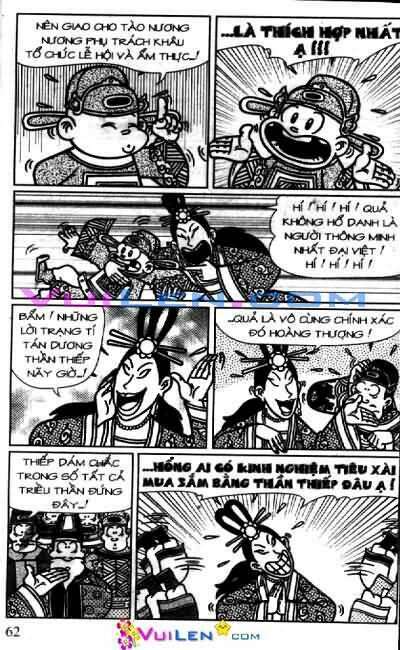 NÊN GIAO CHO TÀO NƯƠNG
NƯƠNG PHỤ TRÁCH KHÂU
TỔ CHỨC LỄ HỘI VÀ ẨM THỰC...!
...LÀ THÍCH HỢP NHẤT
Ạ!!!
HÍ! HÍ! HÍ! QUẢ
KHÔNG HỔ DANH LÀ
NGƯỜI THÔNG MINH
NHẤT ĐẠI VIỆT!
HÍ! HÍ! HÍ!
VUILEN.COM
BẨM! NHỮNG
LỜI TRẠNG TÍ
TÁN DƯƠNG
THẦN THIẾP
NÃY GIỜ...!
...QUẢ LÀ VÔ CÙNG CHÍNH XÁC
ĐÓ HOÀNG THƯỢNG!
THIẾP DÁM CHẮC
TRONG SỐ TẤT CẢ
TRIỀU THẦN ĐỨNG
ĐÂY...!
...HỔNG AI CÓ KINH NGHIỆM TIÊU XÀI
MUA SẮM BẰNG THẦN THIẾP ĐÂU Ạ!
62
VUILEN.COM